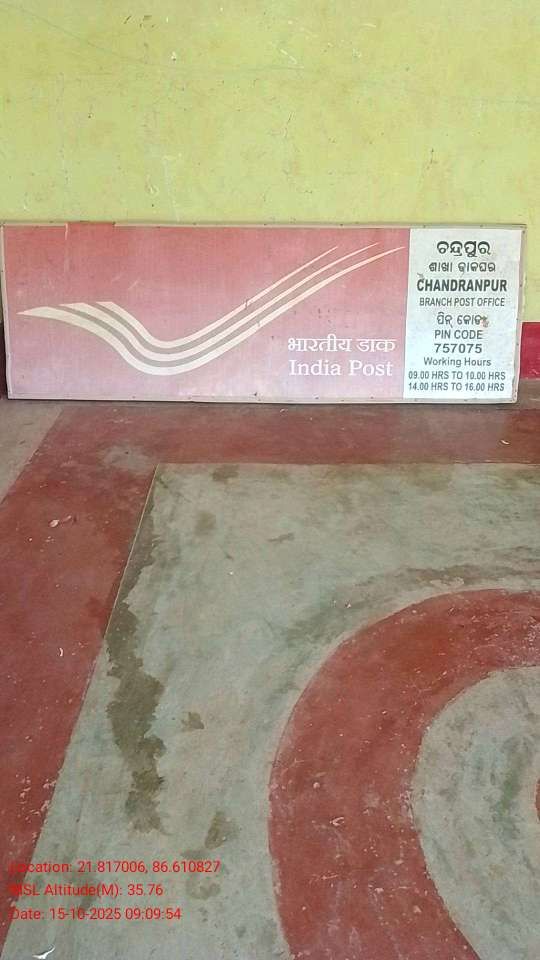 भारतीय डाक
India Post
ଚନ୍ଦ୍ରପୁର
ଶାଖା ଡାକଘର
CHANDRANPUR
BRANCH POST OFFICE
ପିନ୍ କୋଡ଼
PIN CODE
757075
Working Hours
09.00 HRS TO 10.00 HRS
14.00 HRS TO 16.00 HRS
Location: 21.817006, 86.610827
MSL Altitude(M): 35.76
Date: 15-10-2025 09:09:54